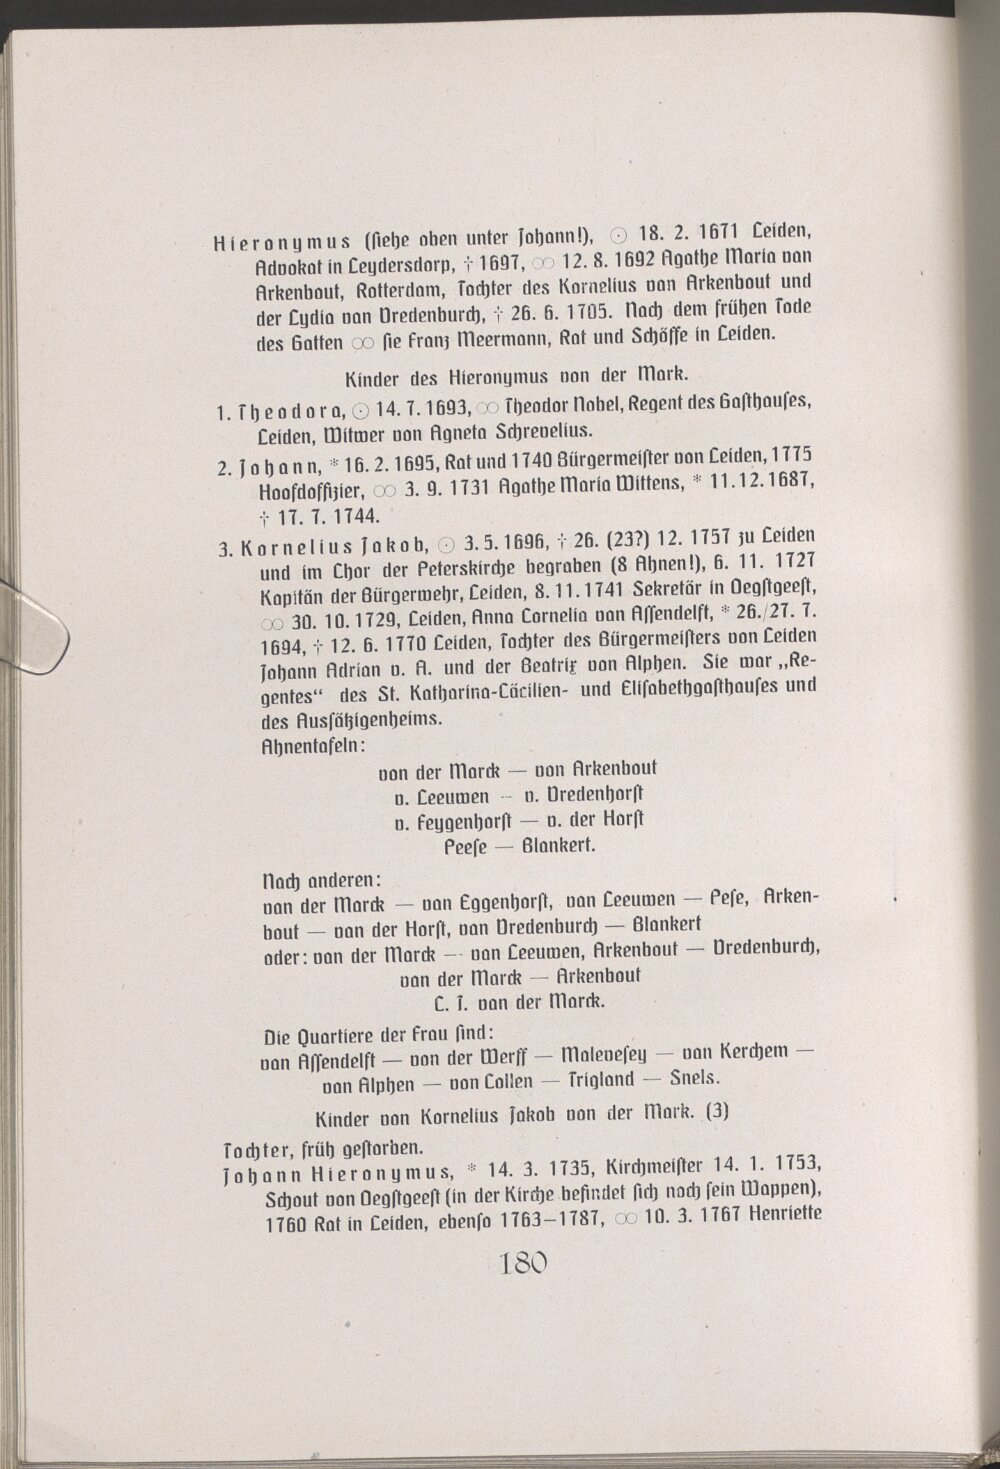 Hieronymus (ſiehe oben unter Johann!), ☉ 18. 2. 1671 Leiden,
Advokat in Leydersdorp, † 1697, ○○ 12. 8. 1692 Agathe Maria van
Arkenbout, Rotterdam, Tochter des Kornelius van Arkenbout und
der Lydia van Vredenburch, † 26. 6. 1705. Nach dem frühen Tode
des Gatten ○○ ſie Franz Meermann, Rat und Schöffe in Leiden.
Kinder des Hieronymus von der Mark.
1. Theodora, ☉ 14. 7. 1693, ○○ Theodor Nobel, Regent des Gaſthauſes,
Leiden, Witwer von Agneta Schrevelius.
2. Johann, * 16. 2. 1695, Rat und 1740 Bürgermeiſter von Leiden, 1775
Hoofdoffizier, ○○ 3. 9. 1731 Agathe Maria Wittens, * 11. 12. 1687,
† 17. 7. 1744.
3. Kornelius Jakob, ☉ 3. 5. 1696, † 26. (23?) 12. 1757 zu Leiden
und im Chor der Peterskirche begraben (8 Ahnen!), 6. 11. 1727
Kapitän der Bürgerwehr, Leiden, 8. 11. 1741 Sekretär in Oegſtgeeſt,
○○ 30. 10. 1729, Leiden, Anna Cornelia van Aſſendelft, * 26./27. 7.
1694, † 12. 6. 1770 Leiden, Tochter des Bürgermeiſters von Leiden
Johann Adrian v. A. und der Beatrix van Alphen. Sie war „Re-
gentes“ des St. Katharina-Cäcilien- und Eliſabethgaſthauſes und
des Ausſätzigenheims.
Ahnentafeln:
von der Marck — von Arkenbout
v. Leeuwen — v. Vredenhorſt
v. Feygenhorſt — v. der Horſt
Peeſe — Blankert.
Nach anderen:
van der Marck — van Eggenhorſt, van Leeuwen — Peſe, Arken-
bout — van der Horſt, van Vredenburch — Blankert
oder: van der Marck — van Leeuwen, Arkenbout — Vredenburch,
van der Marck — Arkenbout
C. J. van der Marck.
Die Quartiere der Frau ſind:
van Aſſendelft — van der Werff — Maleveſey — van Kerchem —
van Alphen — van Collen — Trigland — Snels.
Kinder von Kornelius Jakob von der Mark. (3)
Tochter, früh geſtorben.
Johann Hieronymus, * 14. 3. 1735, Kirchmeiſter 14. 1. 1753,
Schout von Oegſtgeeſt (in der Kirche befindet ſich noch ſein Wappen),
1760 Rat in Leiden, ebenſo 1763—1787, ○○ 10. 3. 1767 Henriette
180